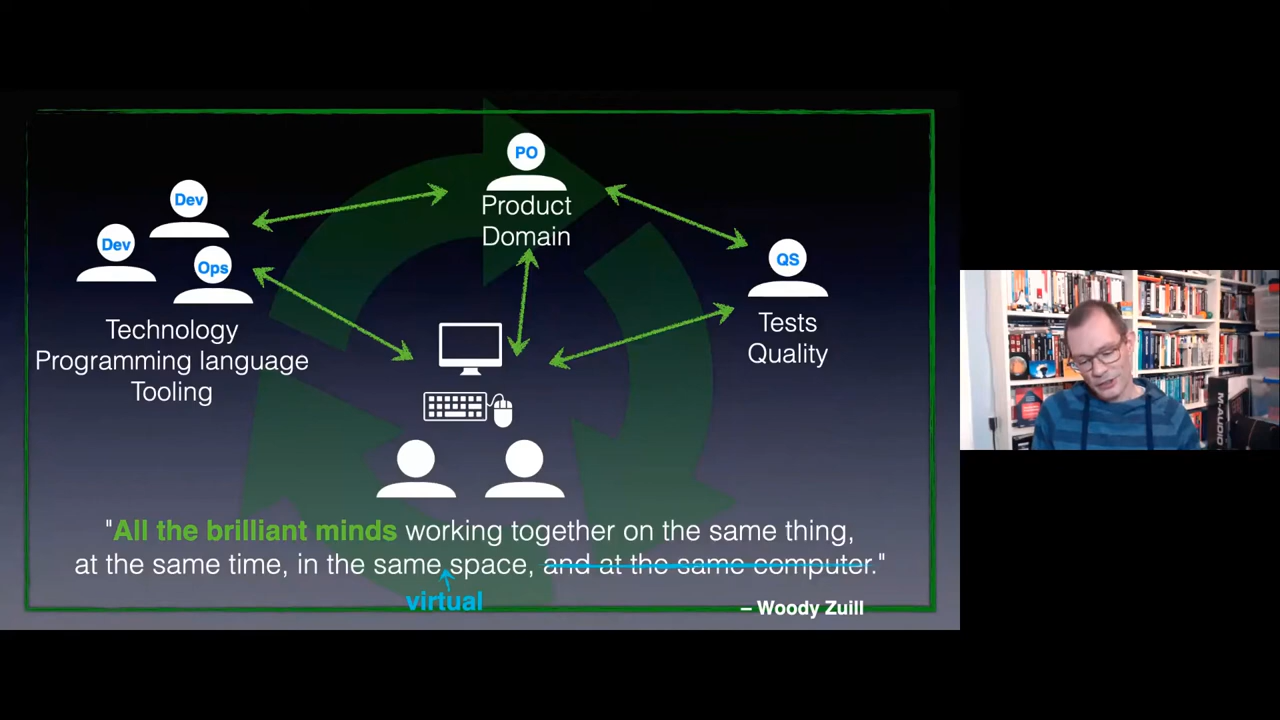 PO
Product
Domain
Dev
Dev
Ops
Technology
Programming language
Tooling
QS
Tests
Quality
"All the brilliant minds working together on the same thing,
at the same time, in the same space, and at the same computer."
virtual
– Woody Zuill
M-AUDIO